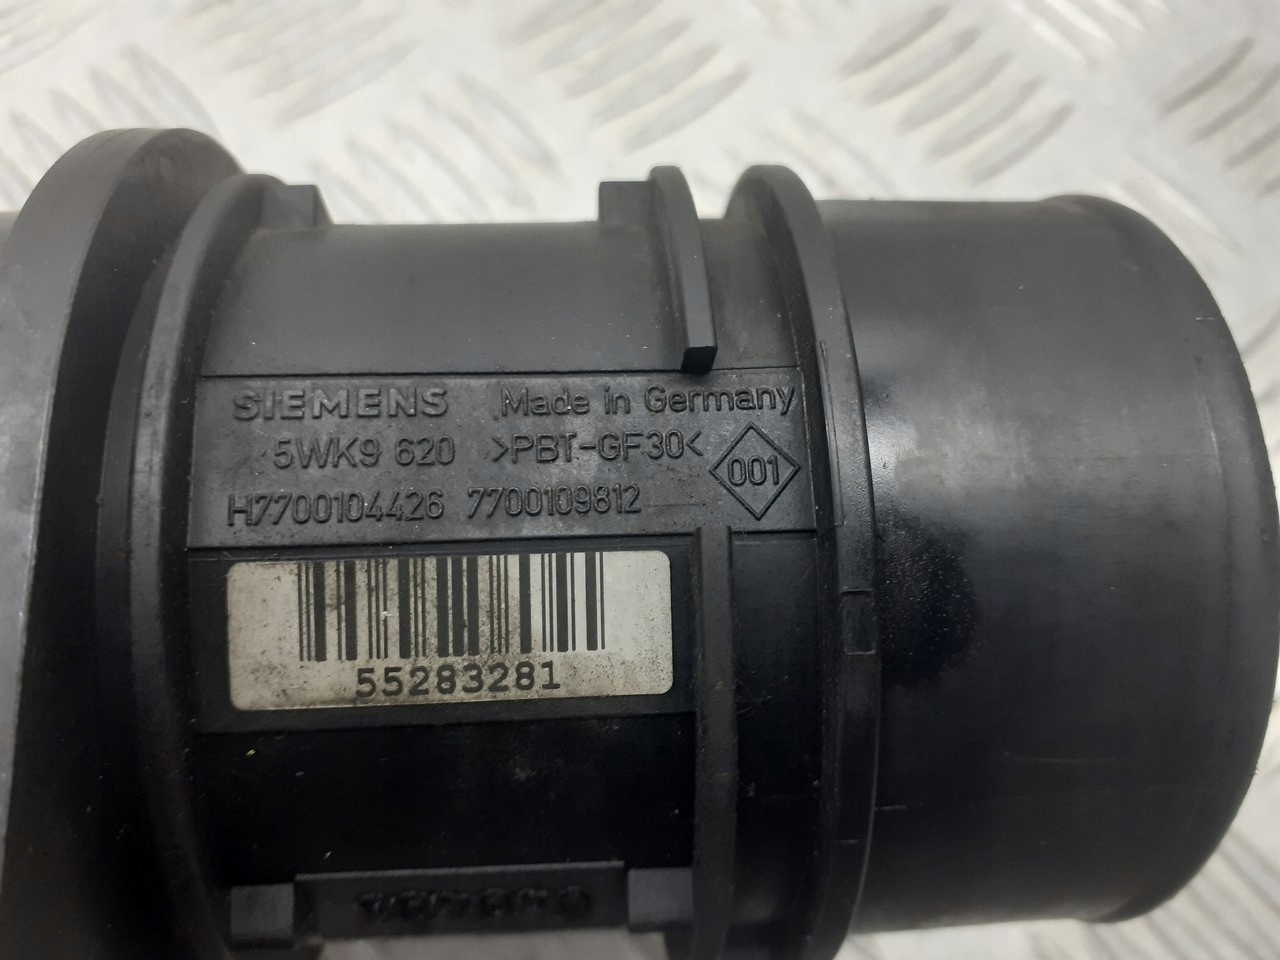 SIEMENS Made in Germany
5WK9 620 >PBT-GF30<
001
H7700104426 7700109812
55283281